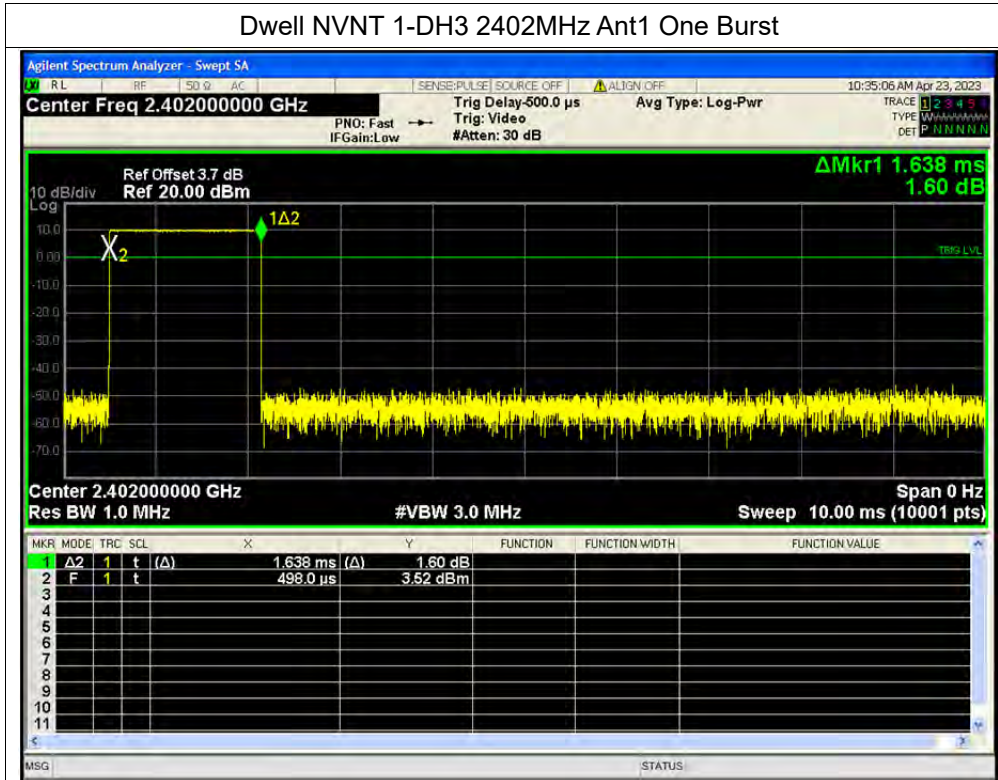 Dwell NVNT 1-DH3 2402MHz Ant1 One Burst
Agilent Spectrum Analyzer - Swept SA
RL RF 50 Ω AC SENSE:PULSE SOURCE OFF ALIGN OFF 10:35:06 AM Apr 23, 2023
Center Freq 2.402000000 GHz Trig Delay-500.0 µs Avg Type: Log-Pwr TRACE 1 2 3 4 5
PNO: Fast Trig: Video TYPE W
IFGain:Low #Atten: 30 dB DET P N N N N N
ΔMkr1 1.638 ms
1.60 dB
Ref Offset 3.7 dB
10 dB/div Ref 20.00 dBm
Log
1Δ2
10.0
X2
TRIG LVL
0.00
-10.0
-20.0
-30.0
-40.0
-50.0
-60.0
-70.0
Center 2.402000000 GHz Span 0 Hz
Res BW 1.0 MHz #VBW 3.0 MHz Sweep 10.00 ms (10001 pts)
MKR MODE TRC SCL X Y FUNCTION FUNCTION WIDTH FUNCTION VALUE
1 Δ2 1 t (Δ) 1.638 ms (Δ) 1.60 dB
2 F 1 t 498.0 µs 3.52 dBm
3
4
5
6
7
8
9
10
11
MSG STATUS